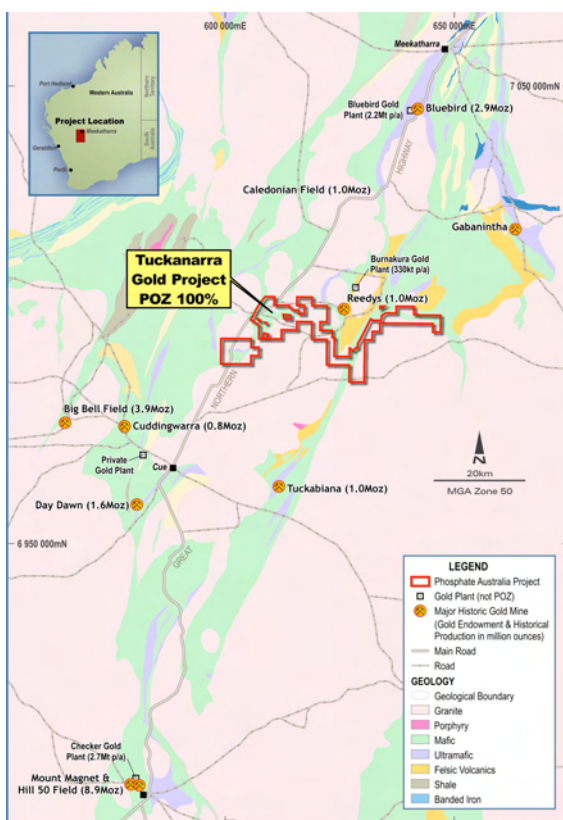 600 000mE
650 000mE
Meekatharra
7 050 000mN
Port Hedland
Western Australia
Northern
Territory
Project Location
Meekatharra
South
Australia
Geraldton
Perth
Bluebird Gold
Plant (2.2Mt p/a)
Bluebird (2.9Moz)
HIGHWAY
Caledonian Field (1.0Moz)
Gabanintha
Tuckanarra
Gold Project
POZ 100%
Burnakura Gold
Plant (330kt p/a)
Reedys (1.0Moz)
NORTHERN
Big Bell Field (3.9Moz)
Cuddingwarra (0.8Moz)
Private
Gold Plant
Cue
Tuckabiana (1.0Moz)
Day Dawn (1.6Moz)
N
20km
MGA Zone 50
6 950 000mN
GREAT
LEGEND
Phosphate Australia Project
Gold Plant (not POZ)
Major Historic Gold Mine
(Gold Endowment & Historical
Production in million ounces)
Main Road
Road
GEOLOGY
Geological Boundary
Granite
Porphyry
Mafic
Ultramafic
Felsic Volcanics
Shale
Banded Iron
Checker Gold
Plant (2.7Mt p/a)
Mount Magnet &
Hill 50 Field (8.9Moz)